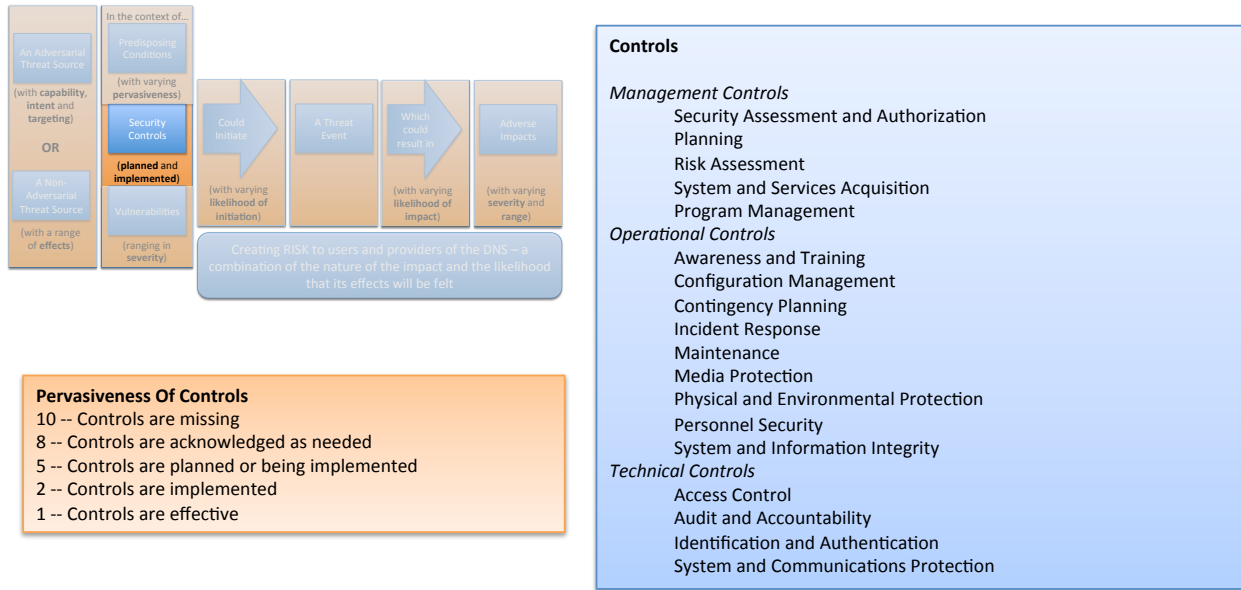 In the context of...
An Adversarial
Threat Source
(with capability,
intent and
targeting)
OR
A Non-
Adversarial
Threat Source
(with a range
of effects)
Predisposing
Conditions
(with varying
pervasiveness)
Security
Controls
(planned and
implemented)
Vulnerabilities
(ranging in
severity)
Could
Initiate
(with varying
likelihood of
initiation)
A Threat
Event
Which
could
result in
(with varying
likelihood of
impact)
Adverse
Impacts
(with varying
severity and
range)
Creating RISK to users and providers of the DNS – a
combination of the nature of the impact and the likelihood
that its effects will be felt
Pervasiveness Of Controls
10 -- Controls are missing
8 -- Controls are acknowledged as needed
5 -- Controls are planned or being implemented
2 -- Controls are implemented
1 -- Controls are effective
Controls
Management Controls
Security Assessment and Authorization
Planning
Risk Assessment
System and Services Acquisition
Program Management
Operational Controls
Awareness and Training
Configuration Management
Contingency Planning
Incident Response
Maintenance
Media Protection
Physical and Environmental Protection
Personnel Security
System and Information Integrity
Technical Controls
Access Control
Audit and Accountability
Identification and Authentication
System and Communications Protection